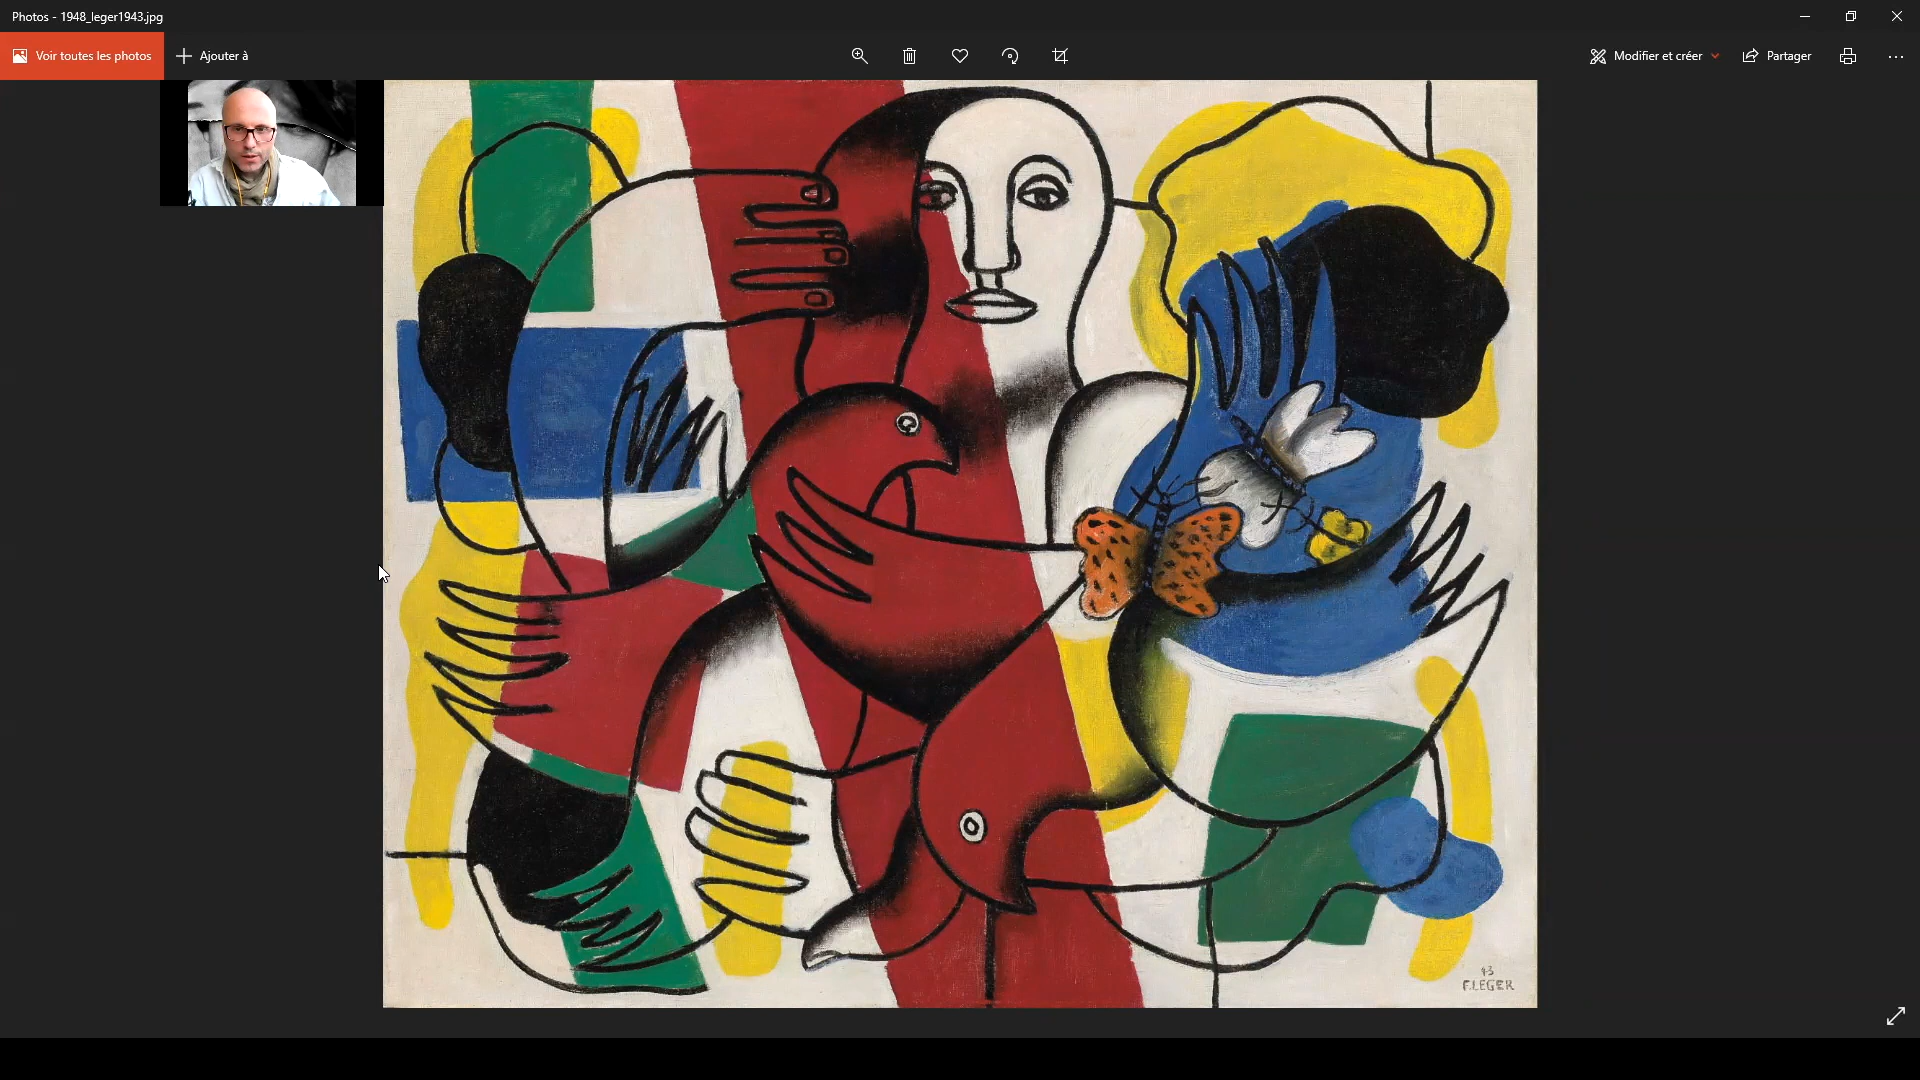 Photos - 1948_leger1943.jpg
Voir toutes les photos
Ajouter à
Modifier et créer
Partager
43
F.LEGER